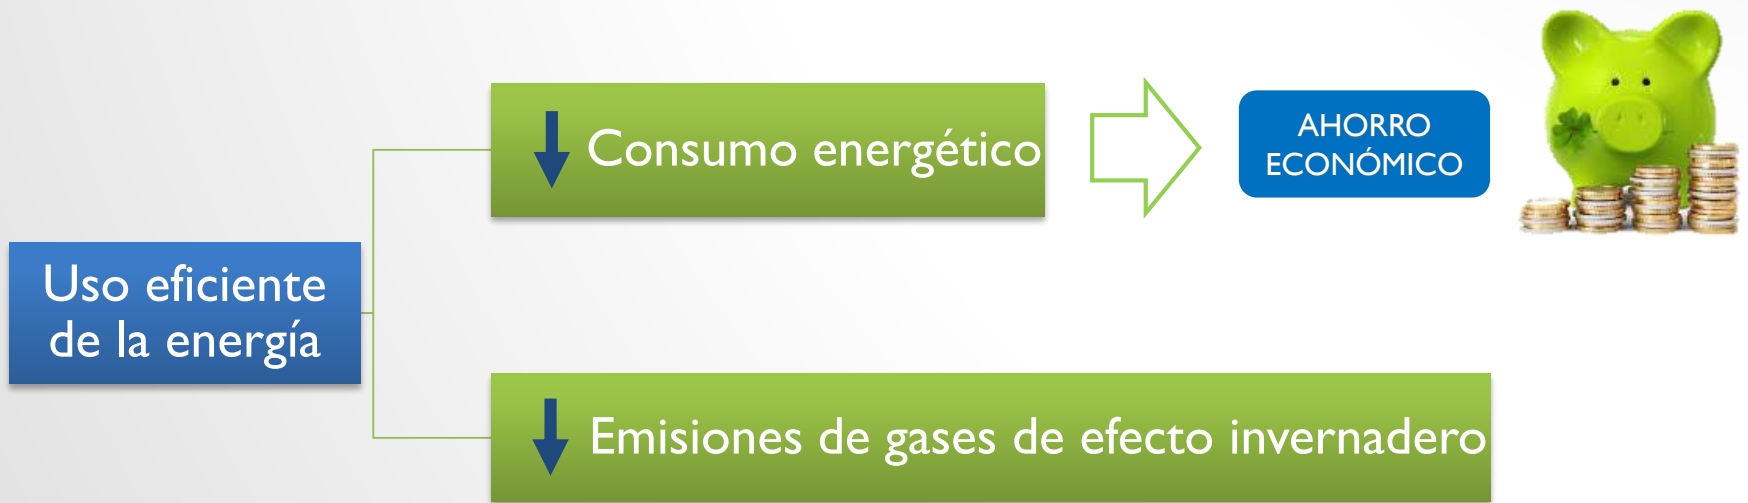 Consumo energético
AHORRO
ECONÓMICO
Uso eficiente
de la energía
Emisiones de gases de efecto invernadero